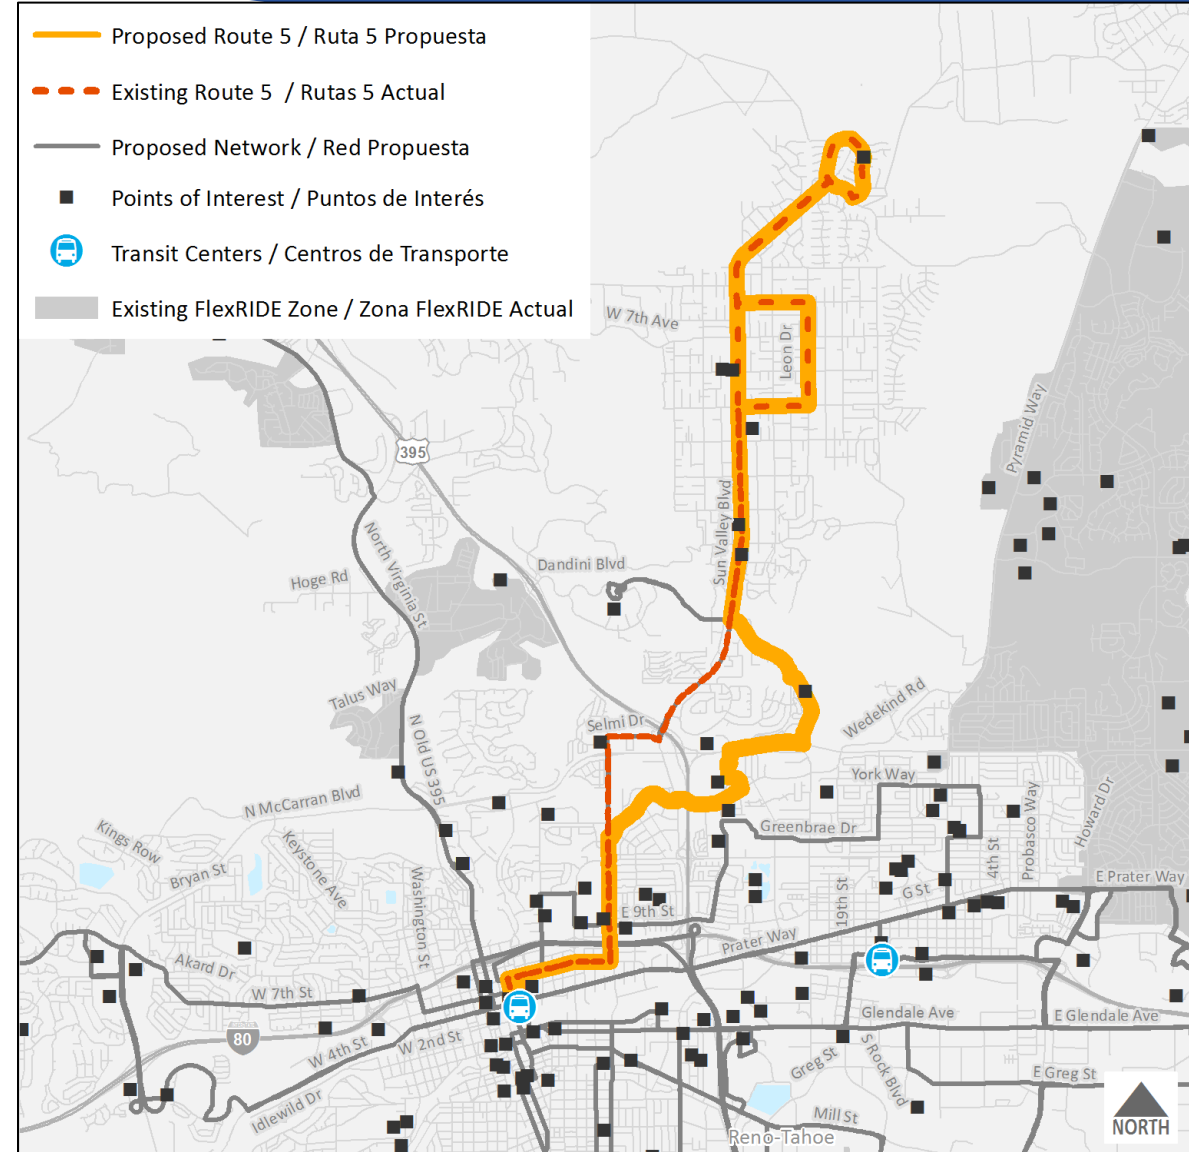 Proposed Route 5 / Ruta 5 Propuesta
Existing Route 5 / Rutas 5 Actual
Proposed Network / Red Propuesta
Points of Interest / Puntos de Interés
Transit Centers / Centros de Transporte
Existing FlexRIDE Zone / Zona FlexRIDE Actual
W 7th Ave
Leon Dr
Pyramid Way
395
Sun Valley Blvd
North Virginia St
Dandini Blvd
Hoge Rd
Talus Way
Wedekind Rd
Selmi Dr
N Old US 395
York Way
N McCarran Blvd
Probasco Way
Howard Dr
Greenbrae Dr
Kings Row
Keystone Ave
4th St
Bryan St
Washington St
E Prater Way
19th St
G St
E 9th St
Prater Way
Akard Dr
W 7th St
Glendale Ave
E Glendale Ave
80
W 4th St
W 2nd St
Greg St
S Rock Blvd
E Greg St
Idlewild Dr
Mill St
NORTH
Reno-Tahoe